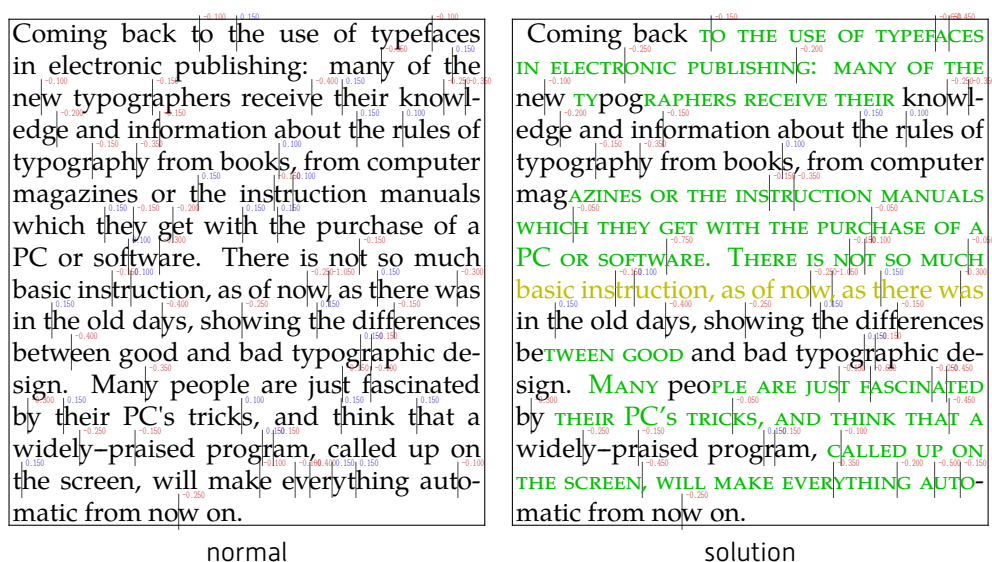 Coming back to the use of typefaces
in electronic publishing: many of the
new typographers receive their knowl-
edge and information about the rules of
typography from books, from computer
magazines or the instruction manuals
which they get with the purchase of a
PC or software. There is not so much
basic instruction, as of now, as there was
in the old days, showing the differences
between good and bad typographic de-
sign. Many people are just fascinated
by their PC's tricks, and think that a
widely–praised program, called up on
the screen, will make everything auto-
matic from now on.
normal
Coming back TO THE USE OF TYPEFACES
IN ELECTRONIC PUBLISHING: MANY OF THE
new TYpogRAPHERS RECEIVE THEIR knowl-
edge and information about the rules of
typography from books, from computer
magAZINES OR THE INSTRUCTION MANUALS
WHICH THEY GET WITH THE PURCHASE OF A
PC OR SOFTWARE. THERE IS NOT SO MUCH
basic instruction, as of now, as there was
in the old days, showing the differences
beTWEEN GOOD and bad typographic de-
sign. MANY peoPLE ARE JUST FASCINATED
by THEIR PC’S TRICKS, AND THINK THAT A
widely–praised program, CALLED UP ON
THE SCREEN, WILL MAKE EVERYTHING AUTO-
matic from now on.
solution